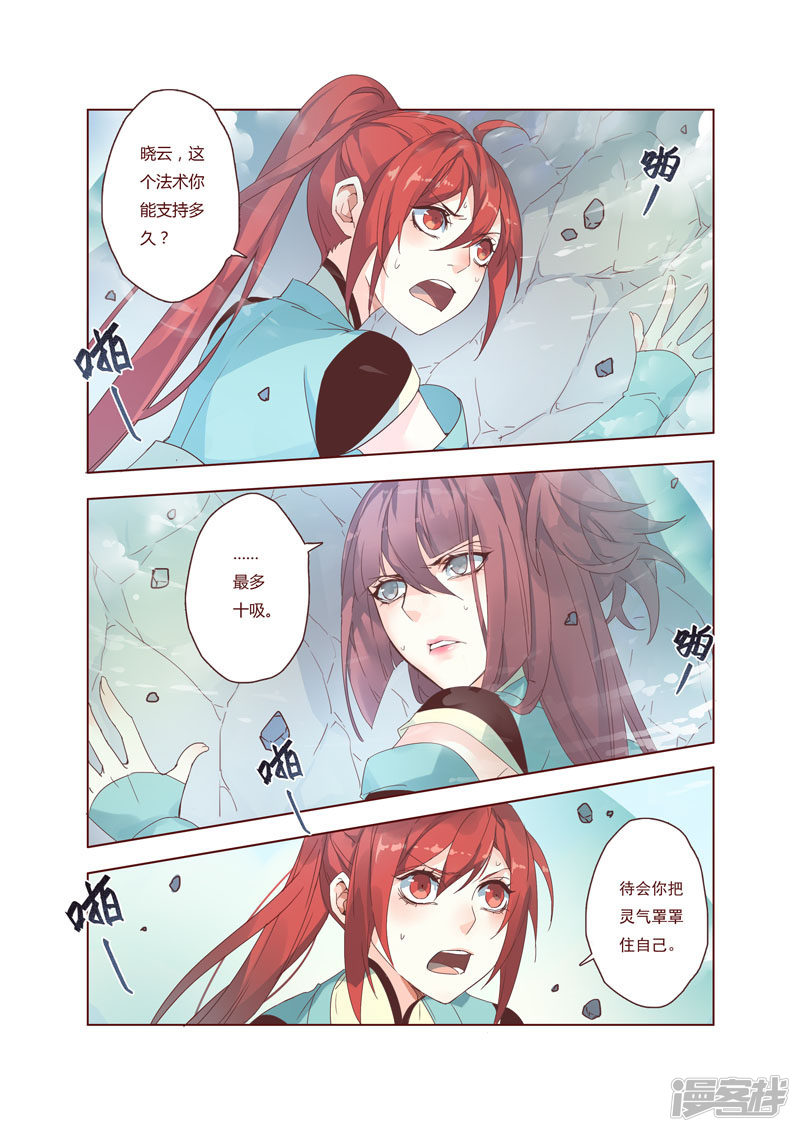 晓云，这
个法术你
能支持多
久？
啪
啪
……
最多
十吸。
啪
啪
待会你把
灵气罩罩
住自己。
啪
漫客栈